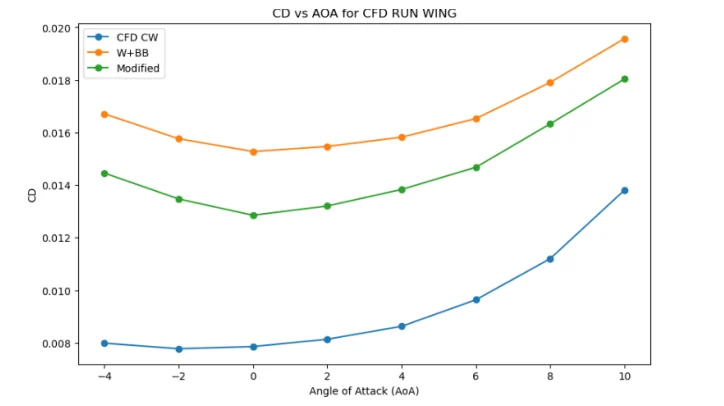 CD vs AOA for CFD RUN WING
CFD CW
W+BB
Modified
0.020
0.018
0.016
0.014
0.012
0.010
0.008
CD
−4
−2
0
2
4
6
8
10
Angle of Attack (AoA)